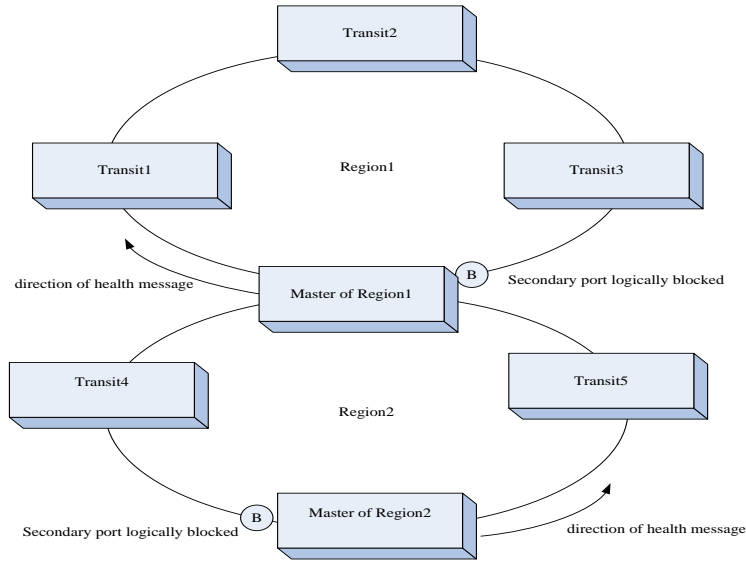 Transit2
Transit1
Region1
Transit3
direction of health message
Master of Region1
B
Secondary port logically blocked
Transit4
Transit5
Region2
Secondary port logically blocked
B
Master of Region2
direction of health message